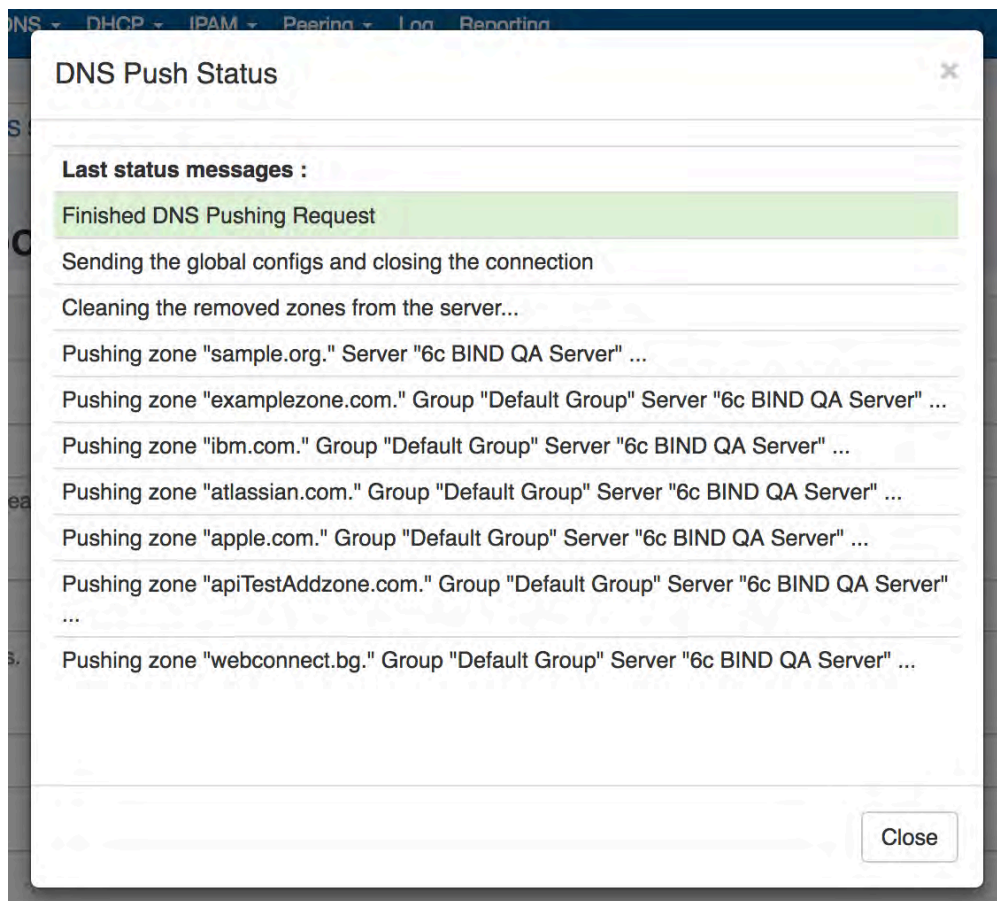 DNS DHCP IPAM Peering Log Reporting
DNS Push Status
×
S
Last status messages :
Finished DNS Pushing Request
Sending the global configs and closing the connection
Cleaning the removed zones from the server...
Pushing zone "sample.org." Server "6c BIND QA Server" ...
Pushing zone "examplezone.com." Group "Default Group" Server "6c BIND QA Server" ...
Pushing zone "ibm.com." Group "Default Group" Server "6c BIND QA Server" ...
Pushing zone "atlassian.com." Group "Default Group" Server "6c BIND QA Server" ...
ea
Pushing zone "apple.com." Group "Default Group" Server "6c BIND QA Server" ...
Pushing zone "apiTestAddzone.com." Group "Default Group" Server "6c BIND QA Server"
...
s.
Pushing zone "webconnect.bg." Group "Default Group" Server "6c BIND QA Server" ...
Close